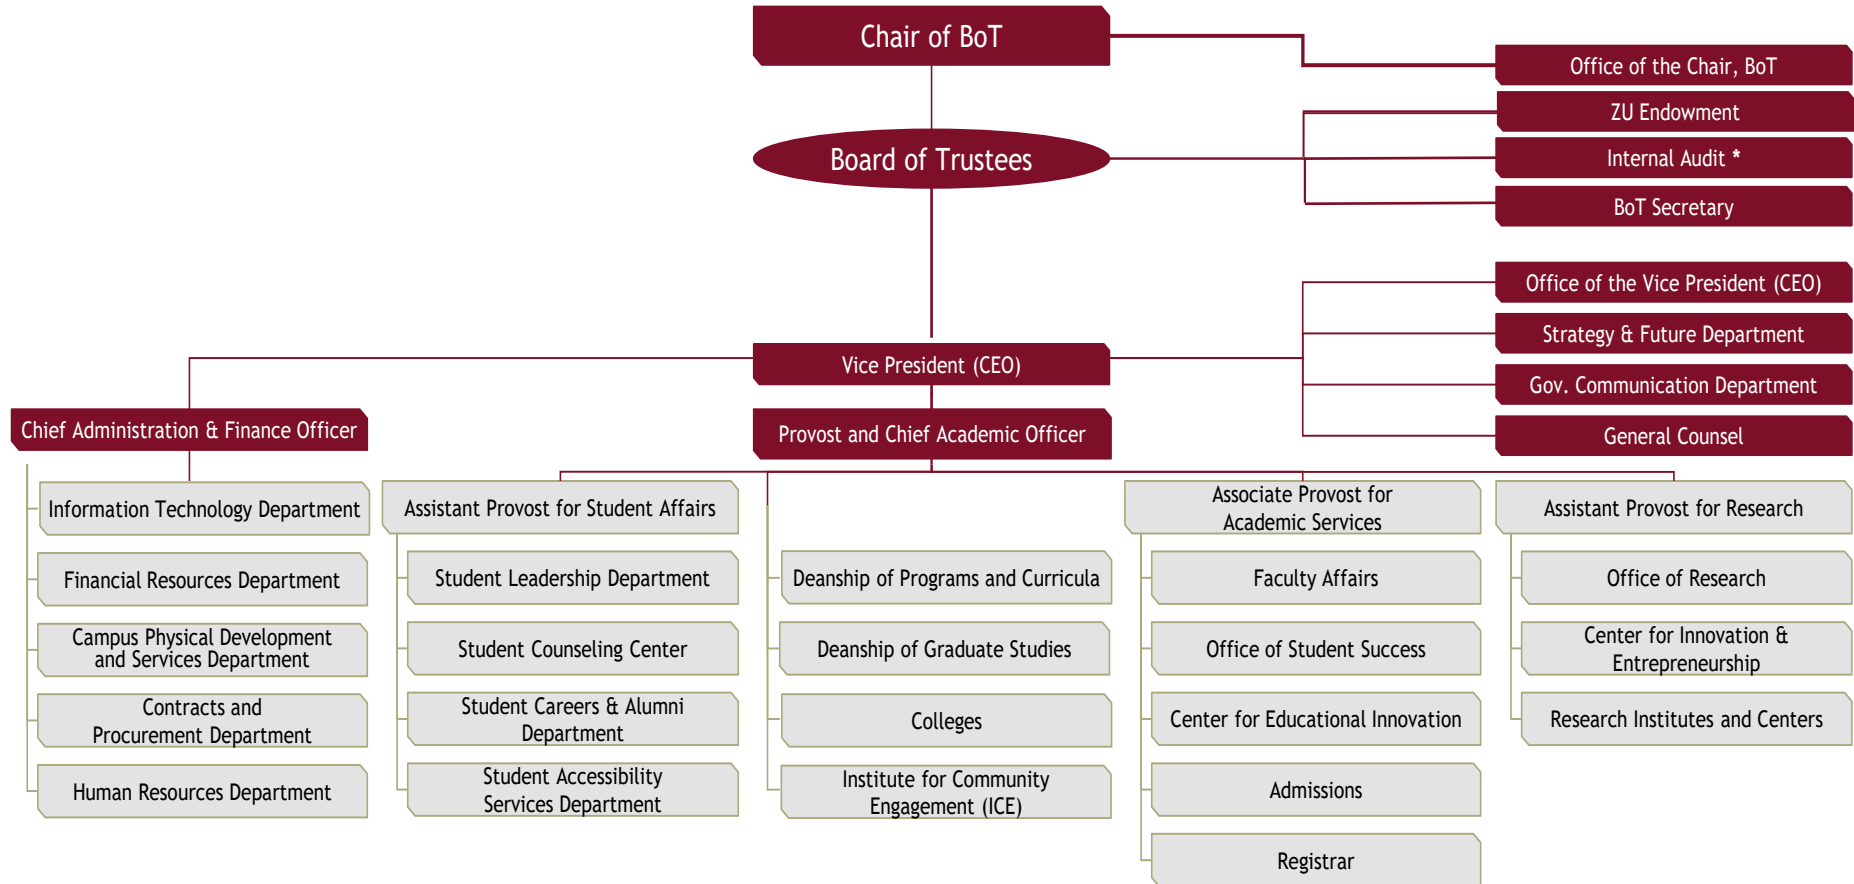 Chair of BoT
Office of the Chair, BoT
ZU Endowment
Board of Trustees
Internal Audit *
BoT Secretary
Office of the Vice President (CEO)
Strategy & Future Department
Vice President (CEO)
Gov. Communication Department
Chief Administration & Finance Officer
Provost and Chief Academic Officer
General Counsel
Information Technology Department
Financial Resources Department
Campus Physical Development
and Services Department
Contracts and
Procurement Department
Human Resources Department
Assistant Provost for Student Affairs
Student Leadership Department
Student Counseling Center
Student Careers & Alumni
Department
Student Accessibility
Services Department
Deanship of Programs and Curricula
Deanship of Graduate Studies
Colleges
Institute for Community
Engagement (ICE)
Associate Provost for
Academic Services
Faculty Affairs
Office of Student Success
Center for Educational Innovation
Admissions
Registrar
Assistant Provost for Research
Office of Research
Center for Innovation &
Entrepreneurship
Research Institutes and Centers